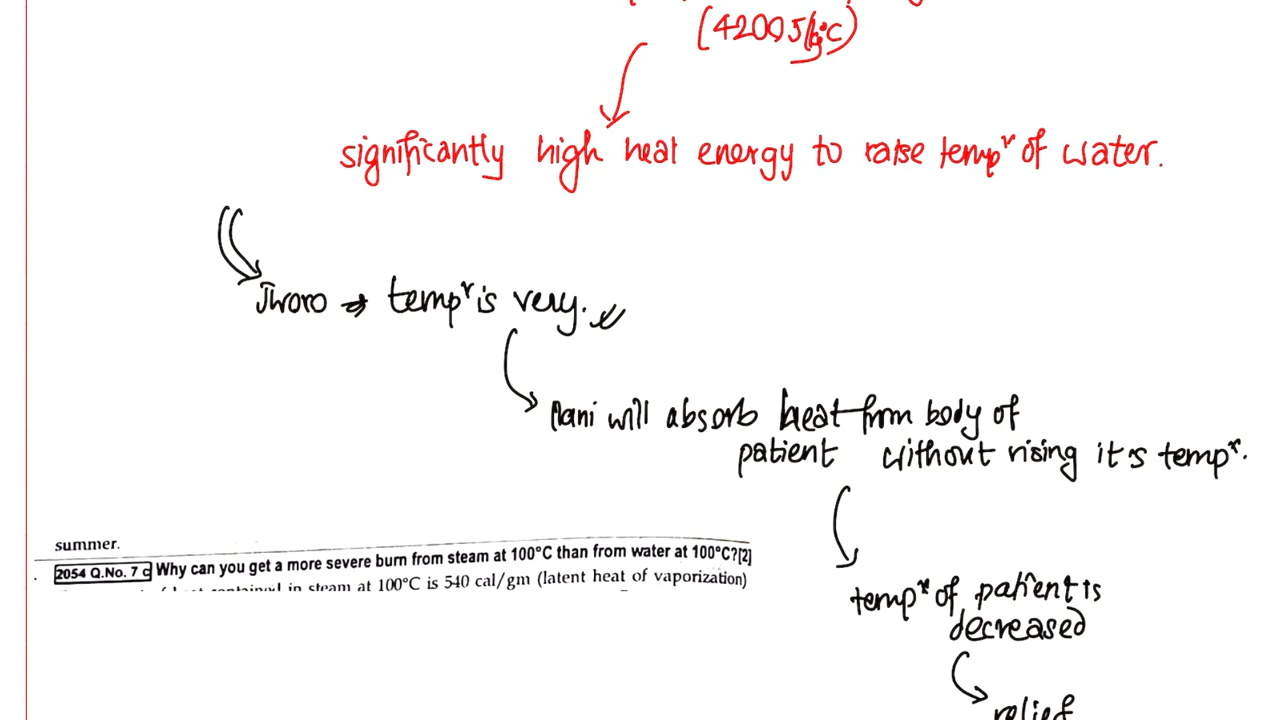 (4200J/kg°C)
significantly high heat energy to raise tempʳ of water.
Jworo → tempʳ is very.
Pani will absorb heat from body of
patient without rising it's tempʳ.
summer.
2054 Q.No. 7 c Why can you get a more severe burn from steam at 100°C than from water at 100°C?[2]
in steam at 100°C is 540 cal/gm (latent heat of vaporization)
tempʳ of patient is
decreased
relief